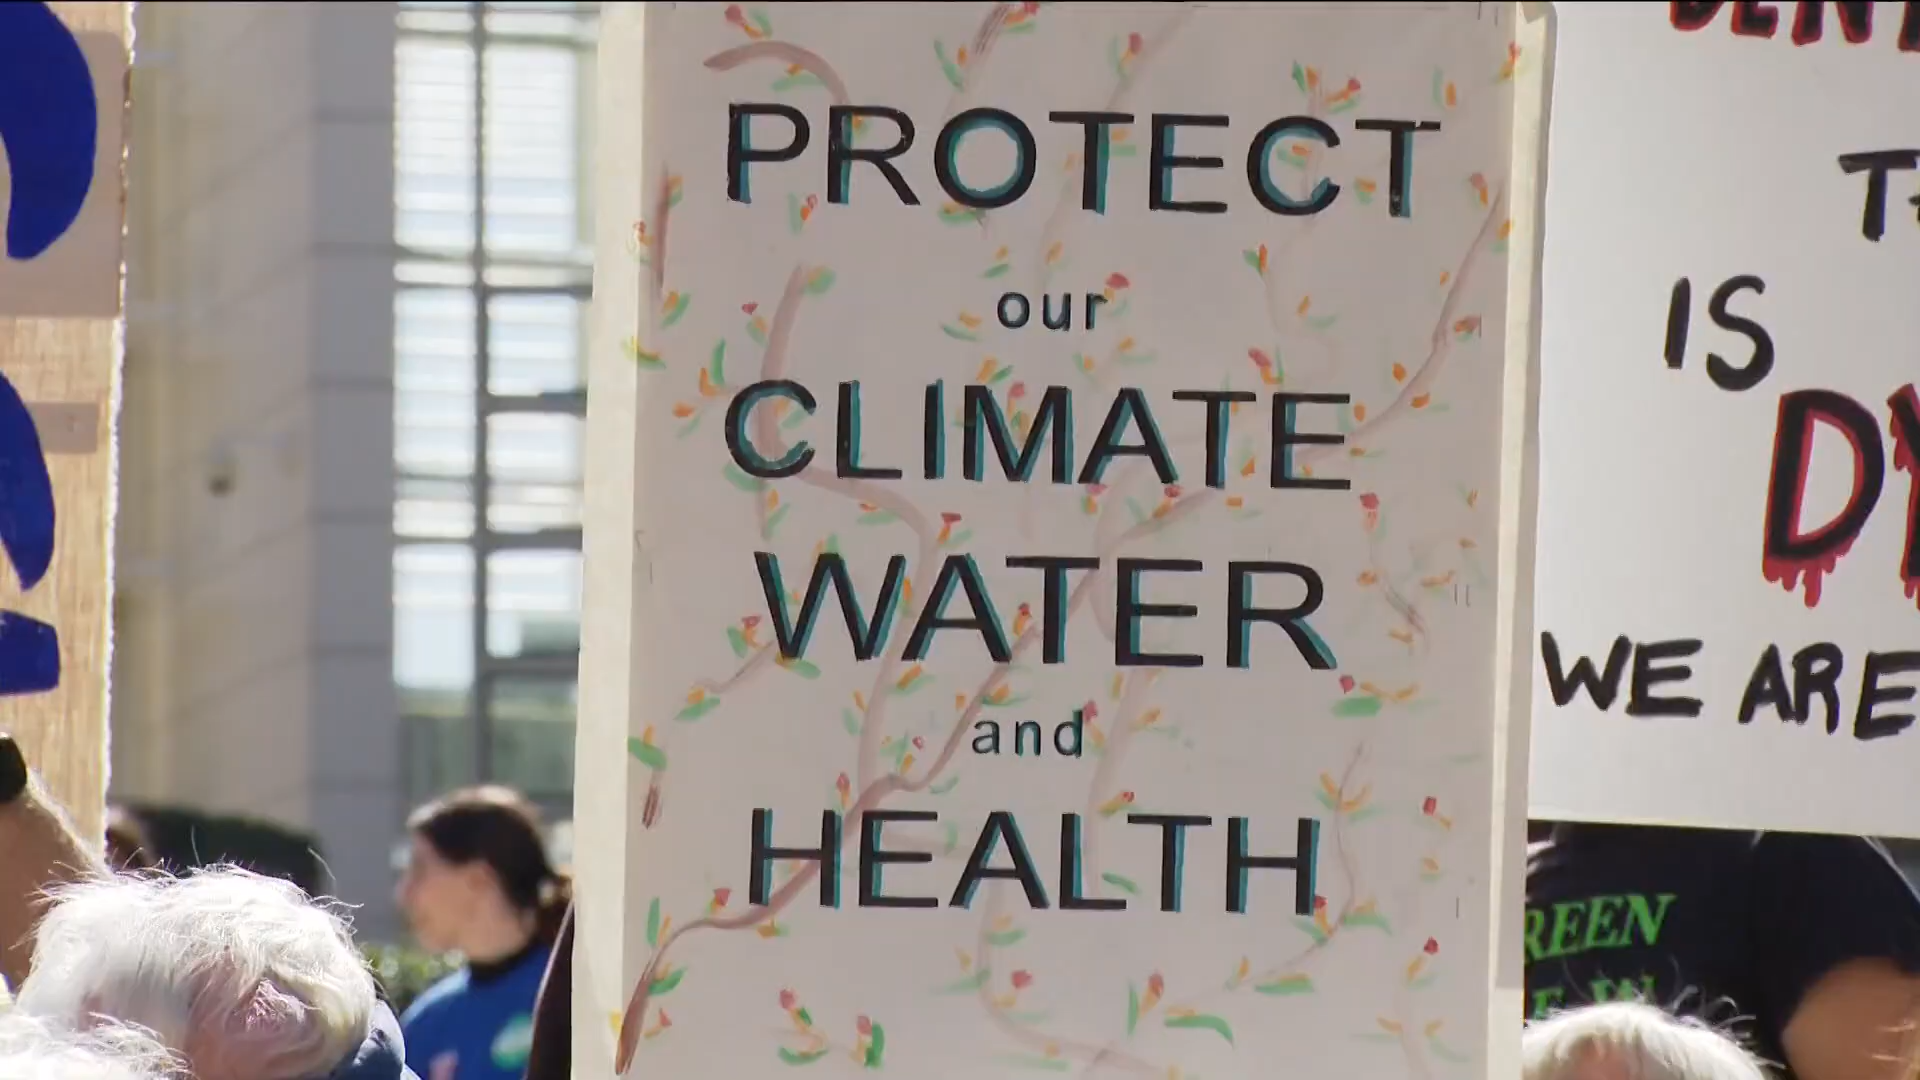 PROTECT
our
CLIMATE
WATER
and
HEALTH
IS
WE ARE